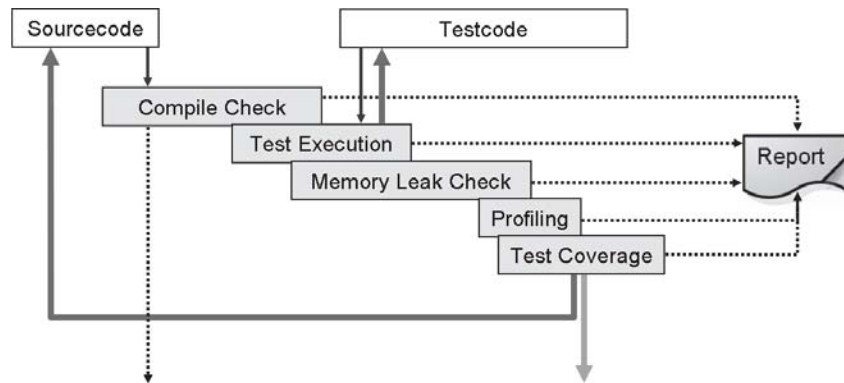 Sourcecode
Testcode
Compile Check
Test Execution
Memory Leak Check
Report
Profiling
Test Coverage